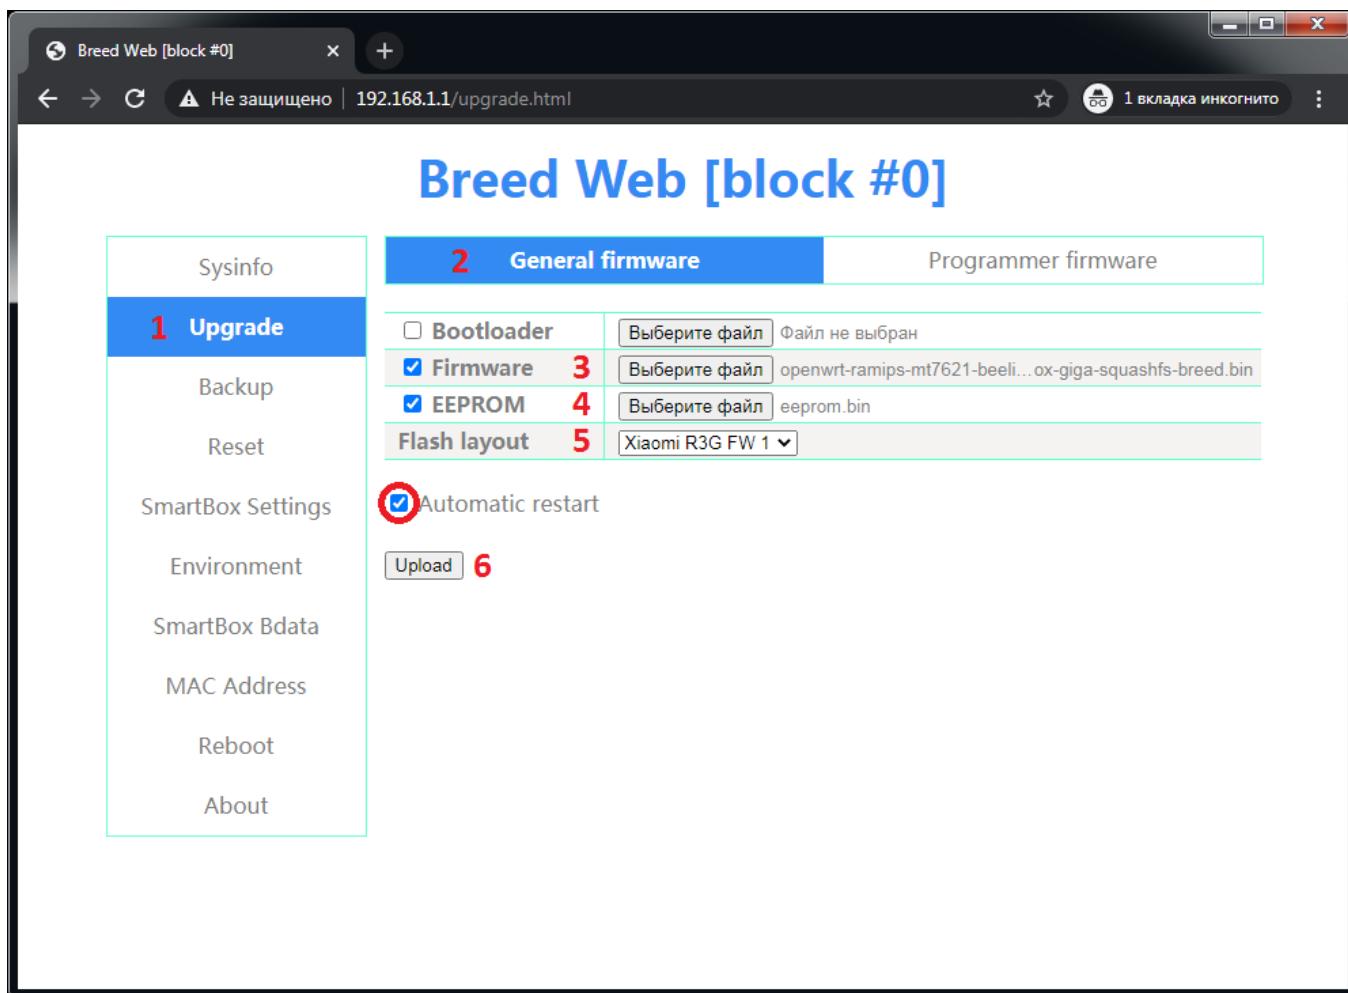 Breed Web [block #0]
Не защищено | 192.168.1.1/upgrade.html
1 вкладка инкогнито
Breed Web [block #0]
Sysinfo
1 Upgrade
Backup
Reset
SmartBox Settings
Environment
SmartBox Bdata
MAC Address
Reboot
About
2 General firmware
Programmer firmware
Bootloader Выберите файл Файл не выбран
Firmware 3 Выберите файл openwrt-ramips-mt7621-beeli...ox-giga-squashfs-breed.bin
EEPROM 4 Выберите файл eeprom.bin
Flash layout 5 Xiaomi R3G FW 1
Automatic restart
Upload 6